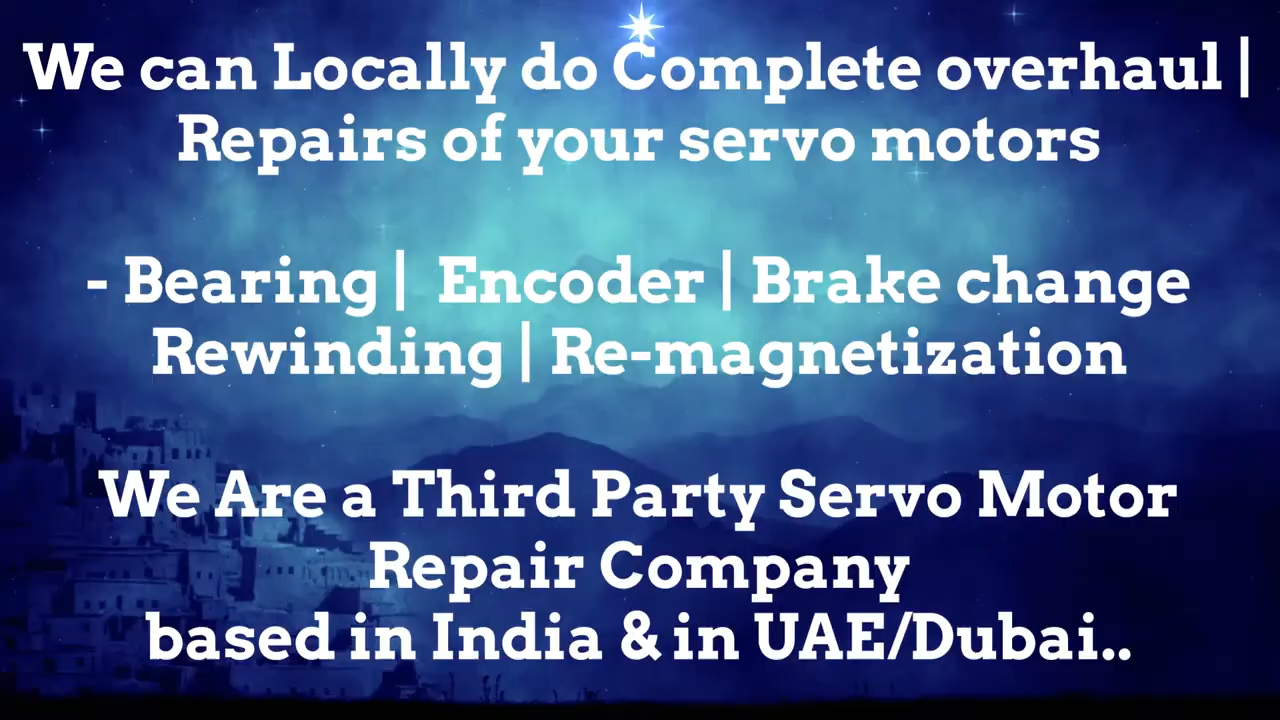 We can Locally do Complete overhaul |
Repairs of your servo motors
- Bearing | Encoder | Brake change
Rewinding | Re-magnetization
We Are a Third Party Servo Motor
Repair Company
based in India & in UAE/Dubai..